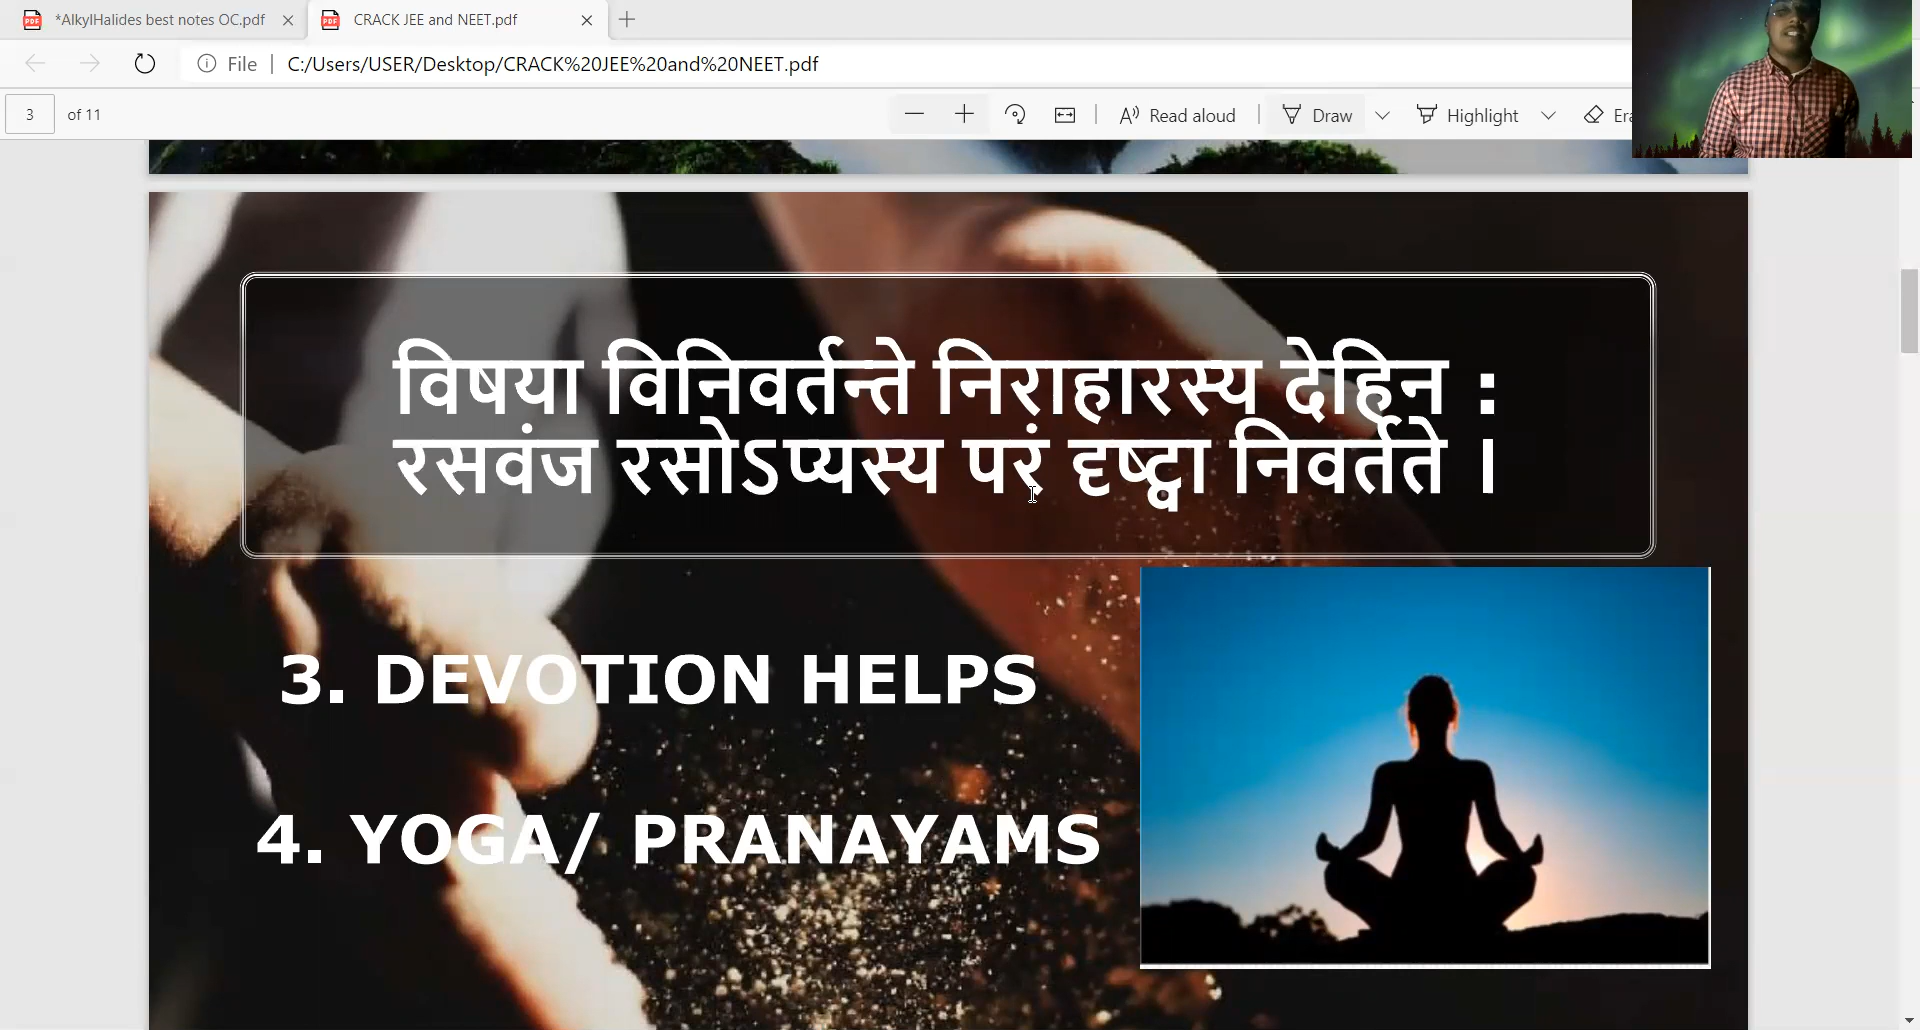 *AlkylHalides best notes OC.pdf
CRACK JEE and NEET.pdf
File
C:/Users/USER/Desktop/CRACK%20JEE%20and%20NEET.pdf
3 of 11
Read aloud
Draw
Highlight
Era
विषया विनिवर्तन्ते निराहारस्य देहिन :
रसवंज रसोऽप्यस्य परं दृष्ट्वा निवर्तते ।
3. DEVOTION HELPS
4. YOGA/ PRANAYAMS